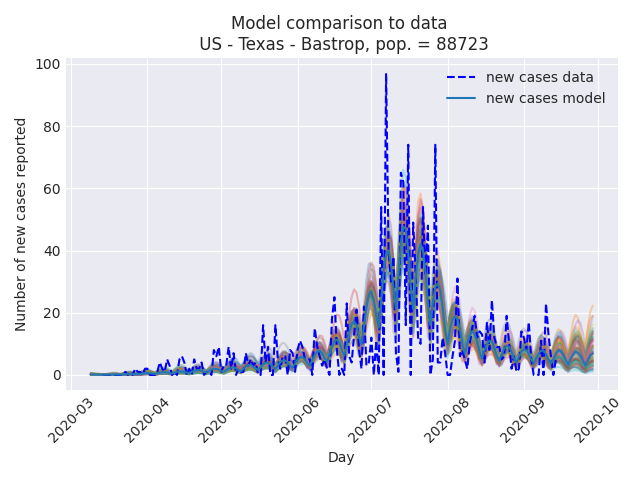 Model comparison to data
US - Texas - Bastrop, pop. = 88723
100
80
60
40
20
0
Number of new cases reported
new cases data
new cases model
2020-03
2020-04
2020-05
2020-06
2020-07
2020-08
2020-09
2020-10
Day